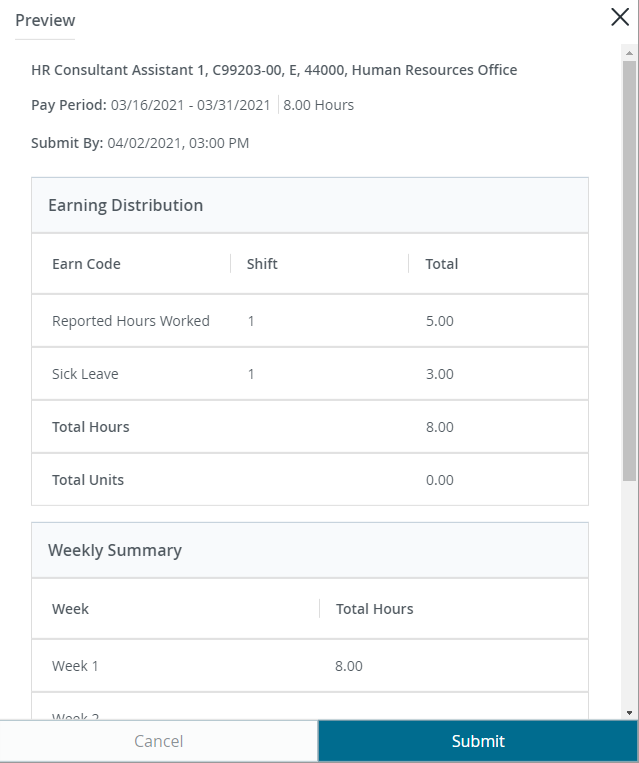 Preview
HR Consultant Assistant 1, C99203-00, E, 44000, Human Resources Office
Pay Period: 03/16/2021 - 03/31/2021 8.00 Hours
Submit By: 04/02/2021, 03:00 PM
Earning Distribution
Earn Code Shift Total
Reported Hours Worked 1 5.00
Sick Leave 1 3.00
Total Hours 8.00
Total Units 0.00
Weekly Summary
Week Total Hours
Week 1 8.00
Week 2
Cancel Submit